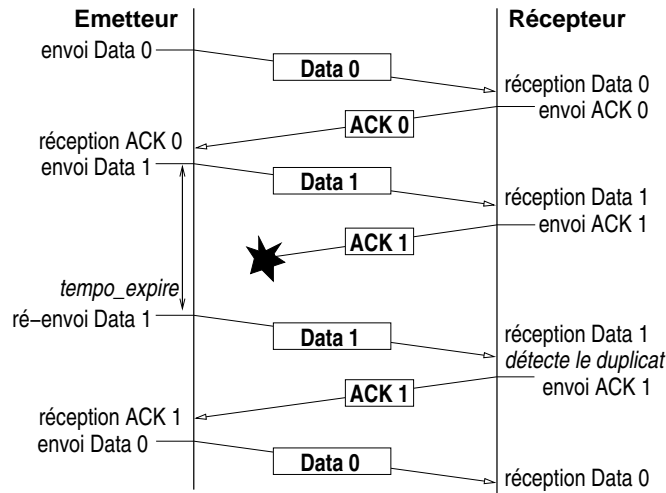 Emetteur
Récepteur
envoi Data 0
Data 0
réception Data 0
envoi ACK 0
ACK 0
réception ACK 0
envoi Data 1
Data 1
réception Data 1
envoi ACK 1
ACK 1
tempo_expire
ré−envoi Data 1
Data 1
réception Data 1
détecte le duplicat
envoi ACK 1
ACK 1
réception ACK 1
envoi Data 0
Data 0
réception Data 0